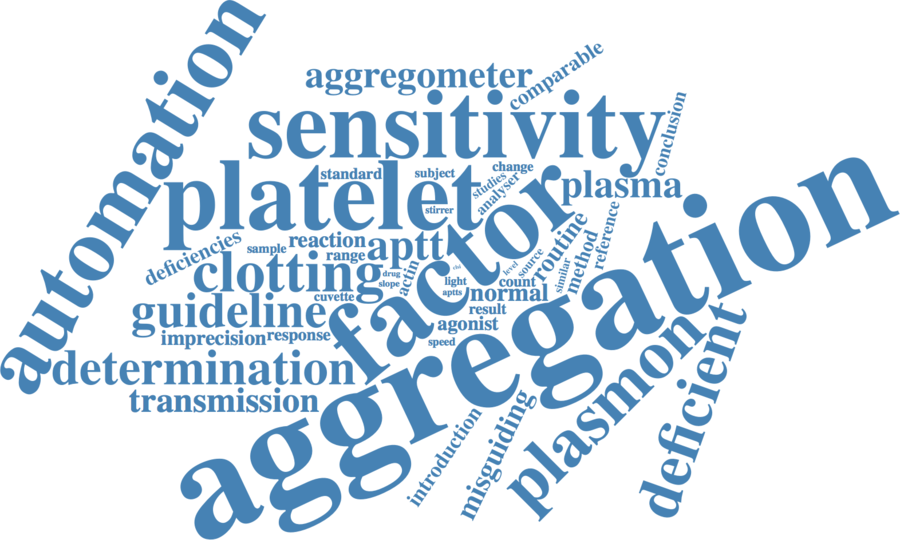 automation
aggregometer
comparable
sensitivity
conclusion
platelet
standard
subject
change
studies
analyser
plasma
stirrer
factor
aggregation
deficiencies
sample
reaction
range
aptt
routine
reference
method
similar
source
level
clotting
drug
slope
actin
light
count
aptts
normal
cuvette
guideline
result
imprecision
response
agonist
speed
determination
transmission
introduction
misguiding
plasmon
deficient